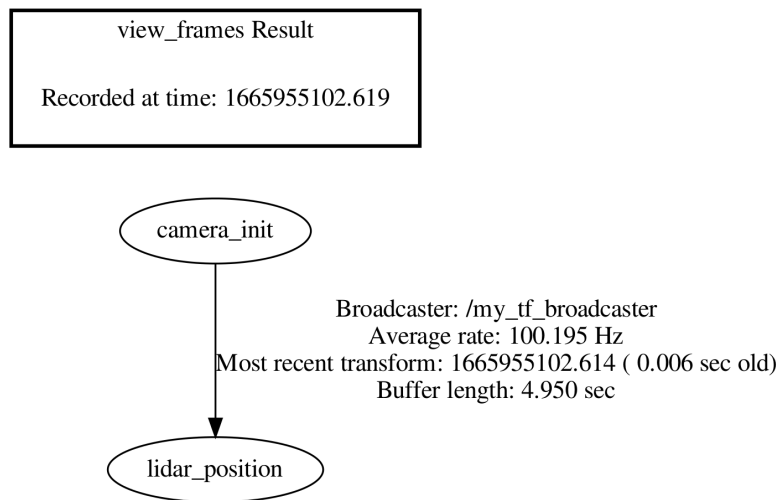 view_frames Result
Recorded at time: 1665955102.619
camera_init
Broadcaster: /my_tf_broadcaster
Average rate: 100.195 Hz
Most recent transform: 1665955102.614 ( 0.006 sec old)
Buffer length: 4.950 sec
lidar_position